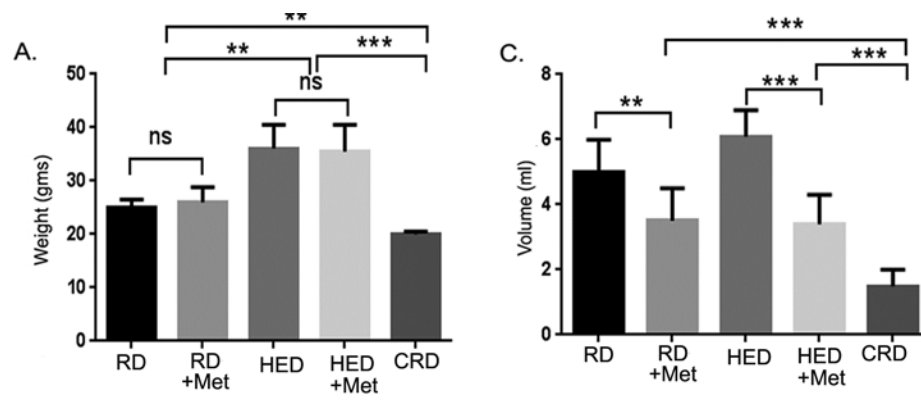 **
A.
**
***
50
ns
40
ns
30
20
10
0
Weight (gms)
RD
RD
+Met
HED
HED
+Met
CRD
***
C.
***
***
**
8
6
4
2
0
Volume (ml)
RD
RD
+Met
HED
HED
+Met
CRD